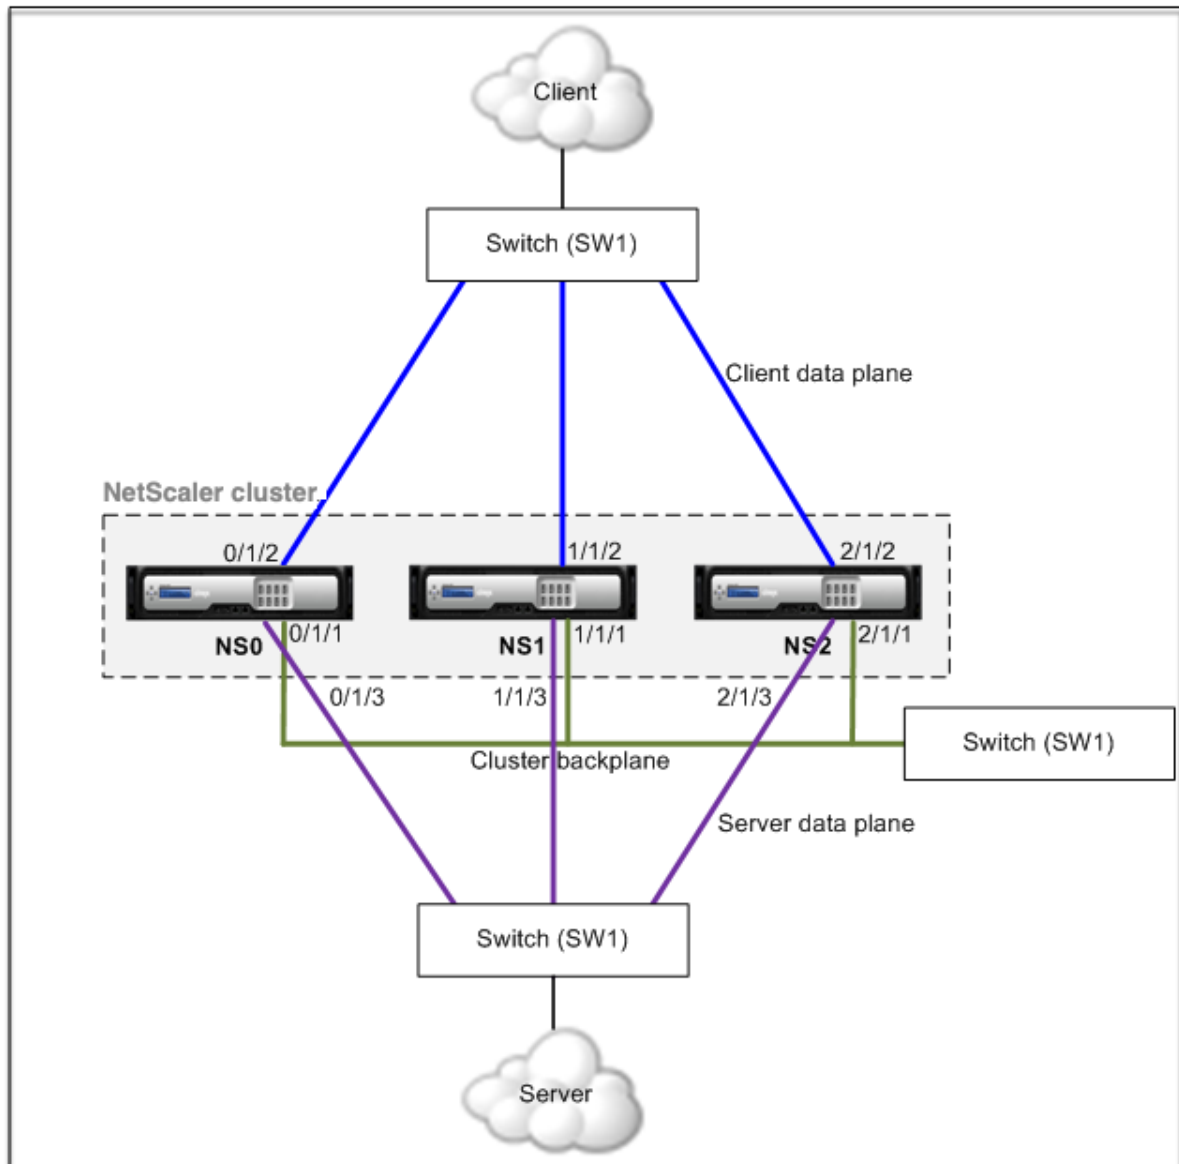 Client
Switch (SW1)
Client data plane
NetScaler cluster
0/1/2
1/1/2
2/1/2
0/1/1
1/1/1
2/1/1
NS0
NS1
NS2
0/1/3
1/1/3
2/1/3
Switch (SW1)
Cluster backplane
Server data plane
Switch (SW1)
Server